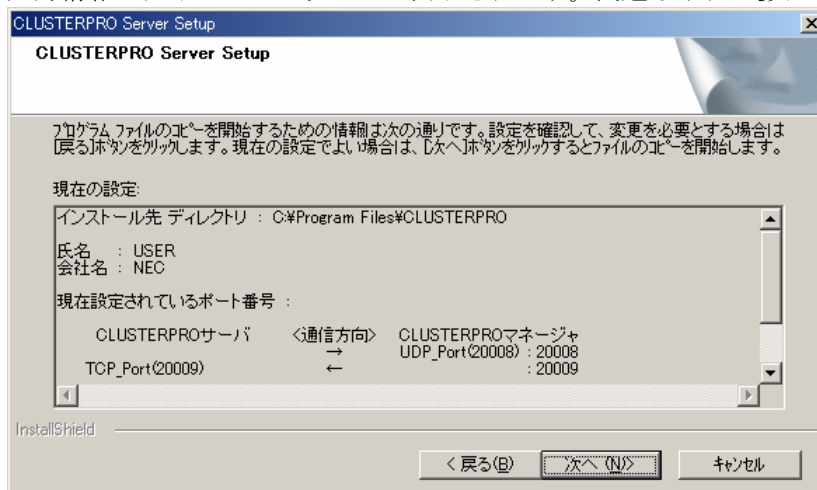 CLUSTERPRO Server Setup
CLUSTERPRO Server Setup
プログラム ファイルのコピーを開始するための情報は次の通りです。設定を確認して、変更を必要とする場合は
[戻る]ボタンをクリックします。現在の設定でよい場合は、[次へ]ボタンをクリックするとファイルのコピーを開始します。
現在の設定:
インストール先 ディレクトリ : C:¥Program Files¥CLUSTERPRO
氏名 : USER
会社名 : NEC
現在設定されているポート番号 :
CLUSTERPROサーバ <通信方向> CLUSTERPROマネージャ
→ UDP_Port(20008) : 20008
TCP_Port(20009) ← : 20009
InstallShield
< 戻る(B) 次へ (N)> キャンセル